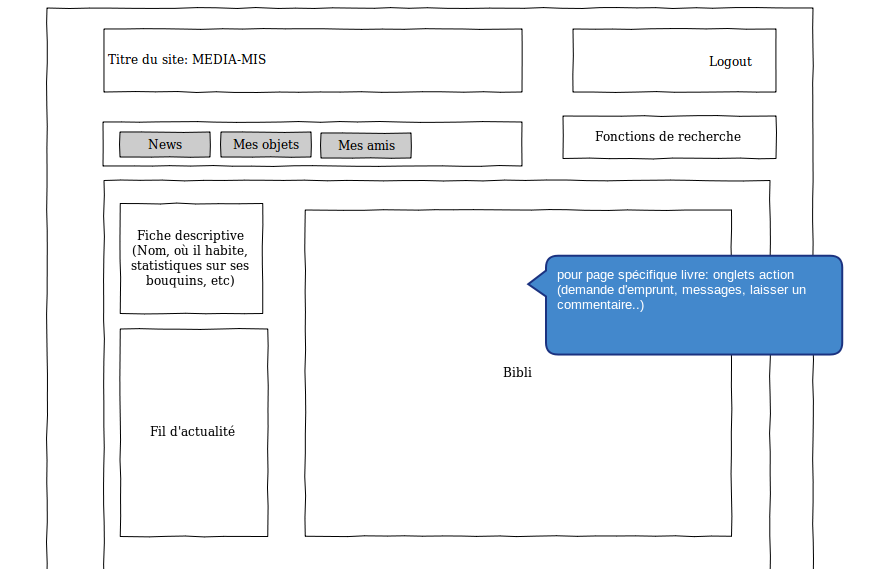 Titre du site: MEDIA-MIS
Logout
News
Mes objets
Mes amis
Fonctions de recherche
Fiche descriptive
(Nom, où il habite,
statistiques sur ses
bouquins, etc)
pour page spécifique livre: onglets action
(demande d'emprunt, messages, laisser un
commentaire..)
Bibli
Fil d'actualité